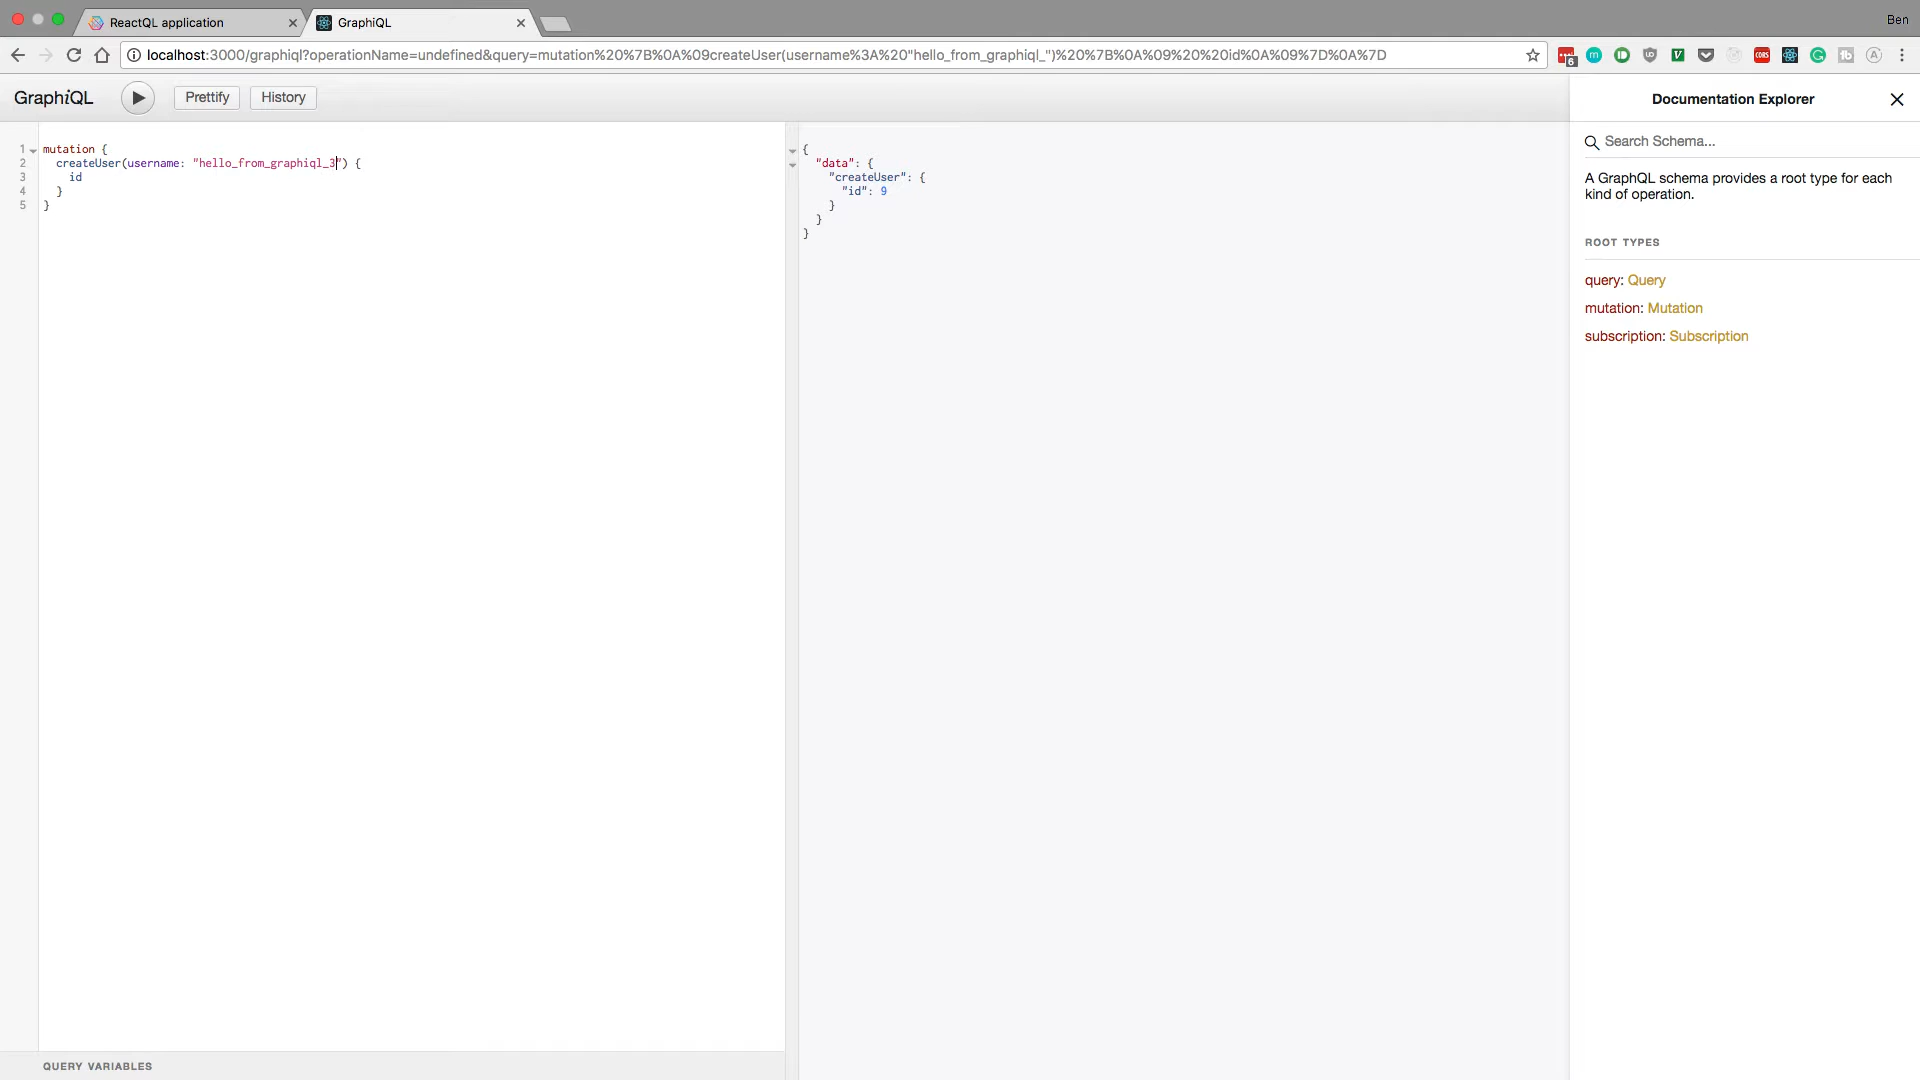 ReactQL application
GraphiQL
Ben
localhost:3000/graphiql?operationName=undefined&query=mutation%20%7B%0A%09createUser(username%3A%20"hello_from_graphiql_")%20%7B%0A%09%20%20id%0A%09%7D%0A%7D
6
GraphiQL
Prettify
History
Documentation Explorer
1 mutation {
2 createUser(username: "hello_from_graphiql_3") {
3 id
4 }
5 }
{
"data": {
"createUser": {
"id": 9
}
}
}
Search Schema...
A GraphQL schema provides a root type for each
kind of operation.
ROOT TYPES
query: Query
mutation: Mutation
subscription: Subscription
QUERY VARIABLES